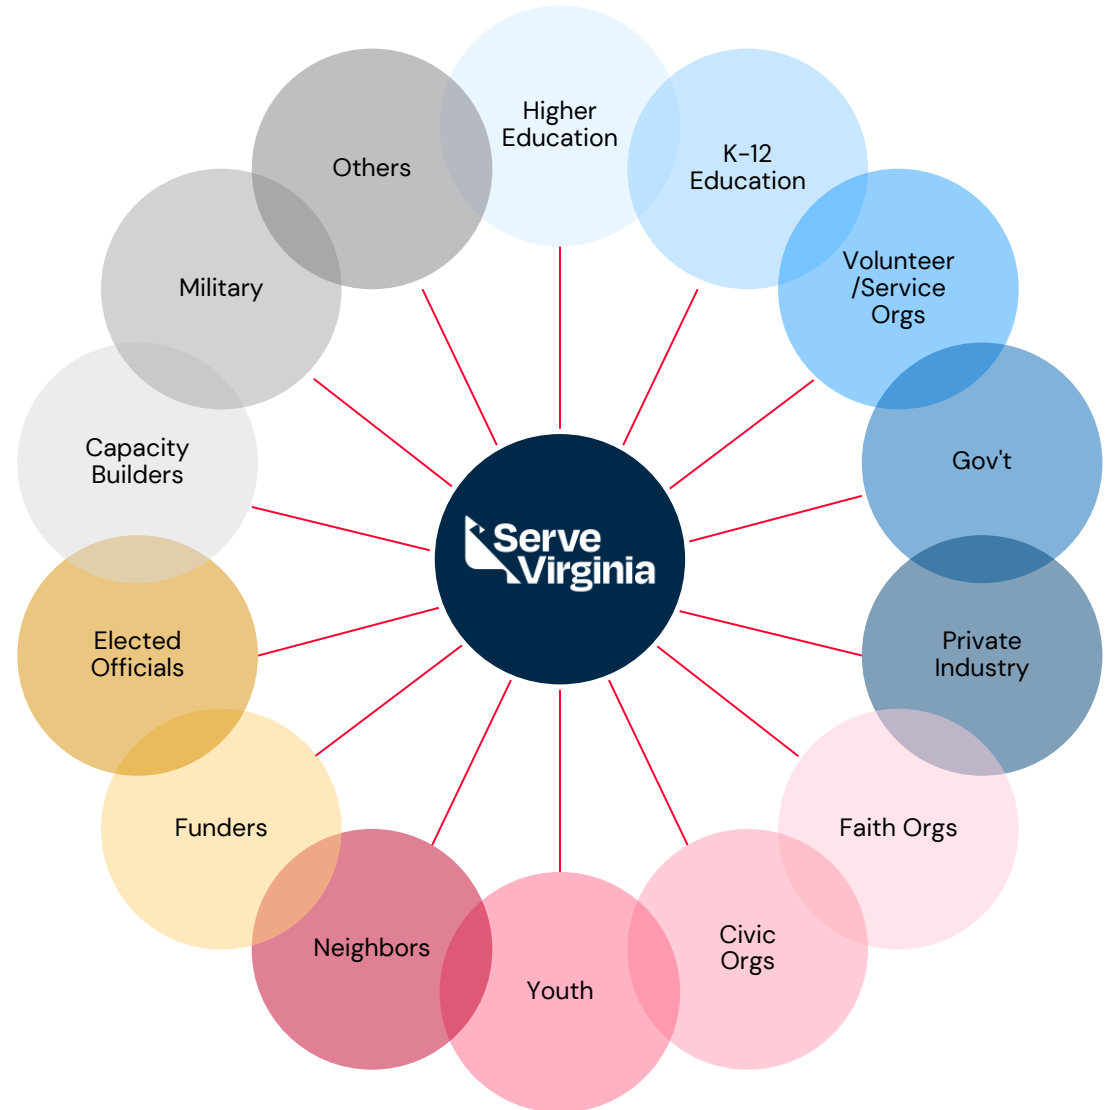 Higher
Education
K-12
Education
Volunteer
/Service
Orgs
Gov't
Private
Industry
Faith Orgs
Civic
Orgs
Youth
Neighbors
Funders
Elected
Officials
Capacity
Builders
Military
Others
Serve
Virginia